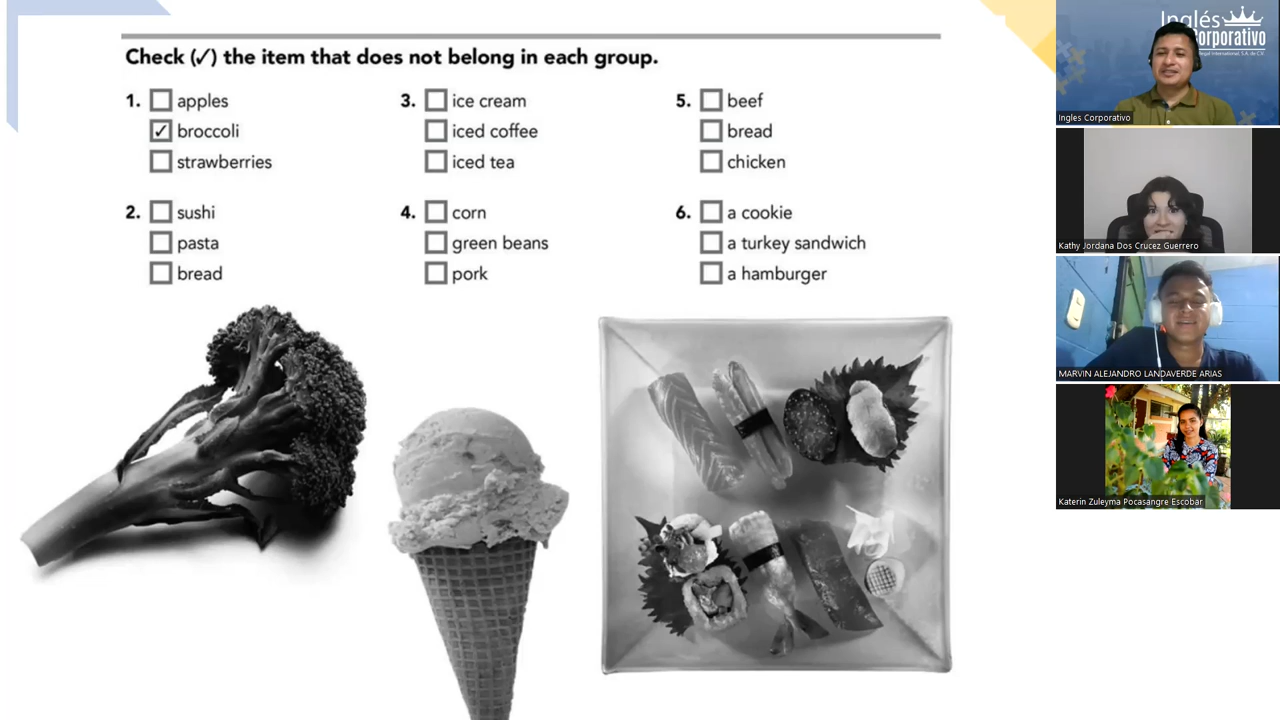 Check (✓) the item that does not belong in each group.
1. apples
✓ broccoli
strawberries
2. sushi
pasta
bread
3. ice cream
iced coffee
iced tea
4. corn
green beans
pork
5. beef
bread
chicken
6. a cookie
a turkey sandwich
a hamburger
Inglés
Corporativo
Ingles Corporativo
Kathy Jordana Dos Crucez Guerrero
MARVIN ALEJANDRO LANDAVERDE ARIAS
Katerin Zuleyma Pocasangre Escobar